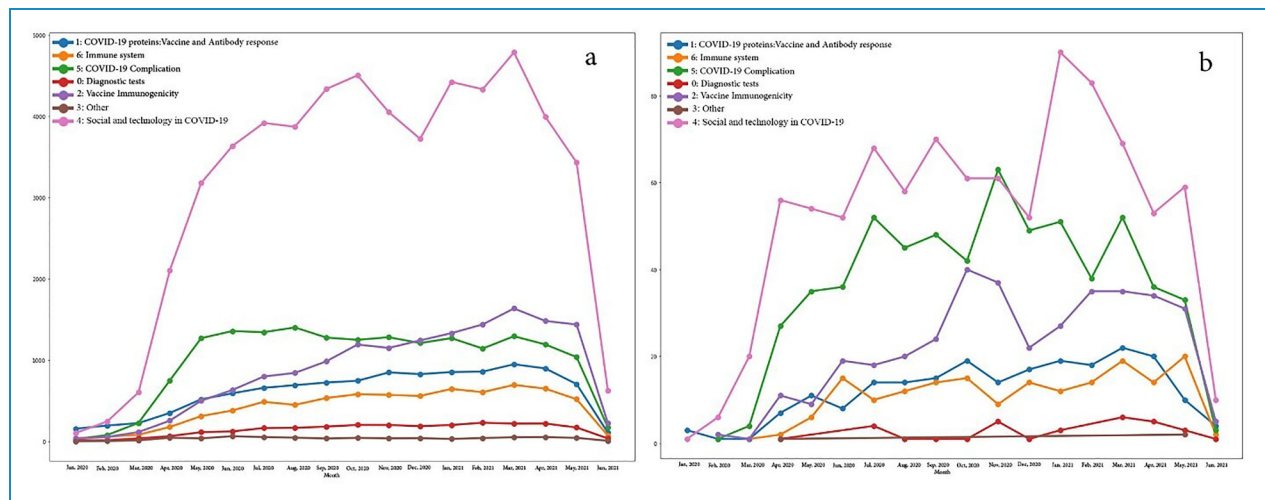 a
1: COVID-19 proteins:Vaccine and Antibody response
6: Immune system
5: COVID-19 Complication
0: Diagnostic tests
2: Vaccine Immunogenicity
3: Other
4: Social and technology in COVID-19
5000
4000
3000
2000
1000
0
Jan, 2020 Feb, 2020 Mar, 2020 Apr, 2020 May, 2020 Jun, 2020 Jul, 2020 Aug, 2020 Sep, 2020 Oct, 2020 Nov, 2020 Dec, 2020 Jan, 2021 Feb, 2021 Mar, 2021 Apr, 2021 May, 2021 Jun, 2021
Month
b
1: COVID-19 proteins:Vaccine and Antibody response
6: Immune system
5: COVID-19 Complication
0: Diagnostic tests
2: Vaccine Immunogenicity
3: Other
4: Social and technology in COVID-19
80
60
40
20
0
Jan, 2020 Feb, 2020 Mar, 2020 Apr, 2020 May, 2020 Jun, 2020 Jul, 2020 Aug, 2020 Sep, 2020 Oct, 2020 Nov, 2020 Dec, 2020 Jan, 2021 Feb, 2021 Mar, 2021 Apr, 2021 May, 2021 Jun, 2021
Month